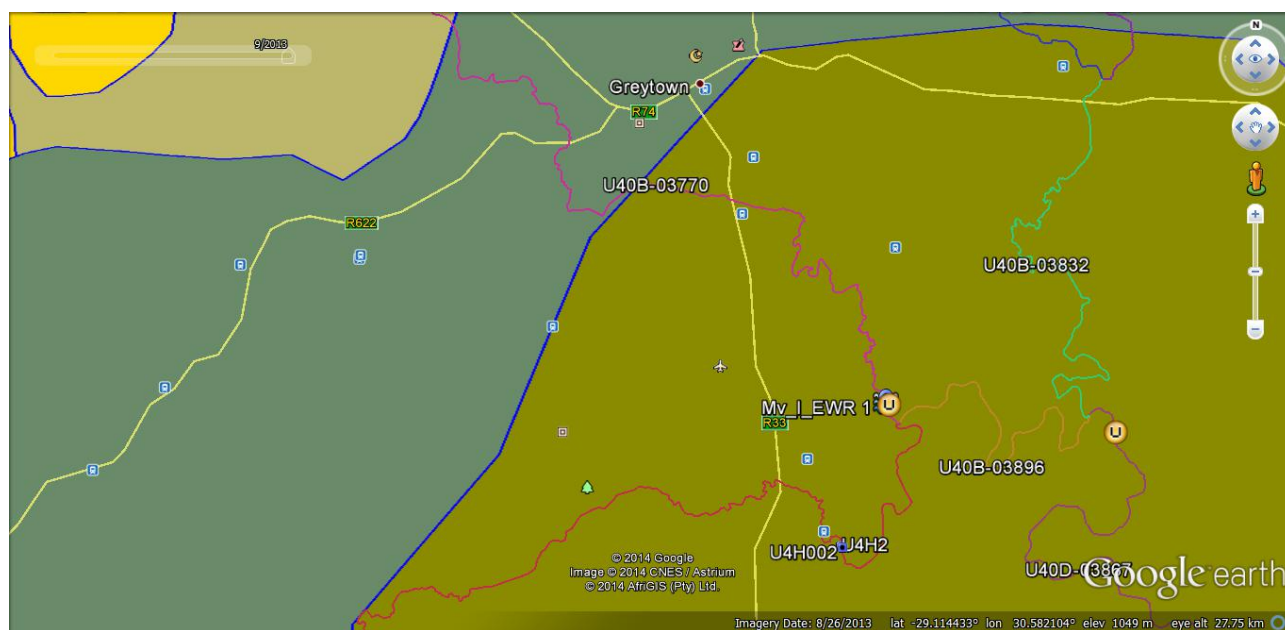 9/2013
N
Greytown
R74
U40B-03770
R622
U40B-03832
Mv_I_EWR 1
U
R33
U
U40B-03896
U4H002
U4H2
© 2014 Google
Image © 2014 CNES / Astrium
© 2014 AfriGIS (Pty) Ltd.
U40D-03867
Google earth
Imagery Date: 8/26/2013 lat -29.114433° lon 30.582104° elev 1049 m eye alt 27.75 km